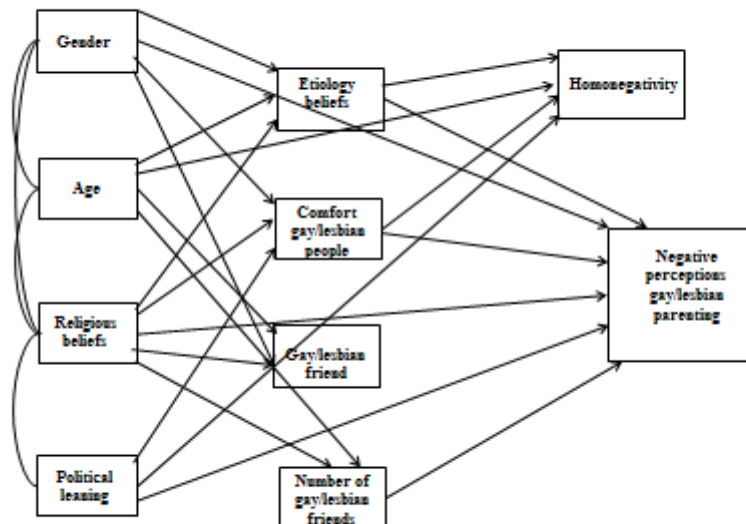 Gender
Etiology
beliefs
Homonegativity
Age
Comfort
gay/lesbian
people
Negative
perceptions
gay/lesbian
parenting
Religious
beliefs
Gay/lesbian
friend
Political
leaning
Number of
gay/lesbian
friends